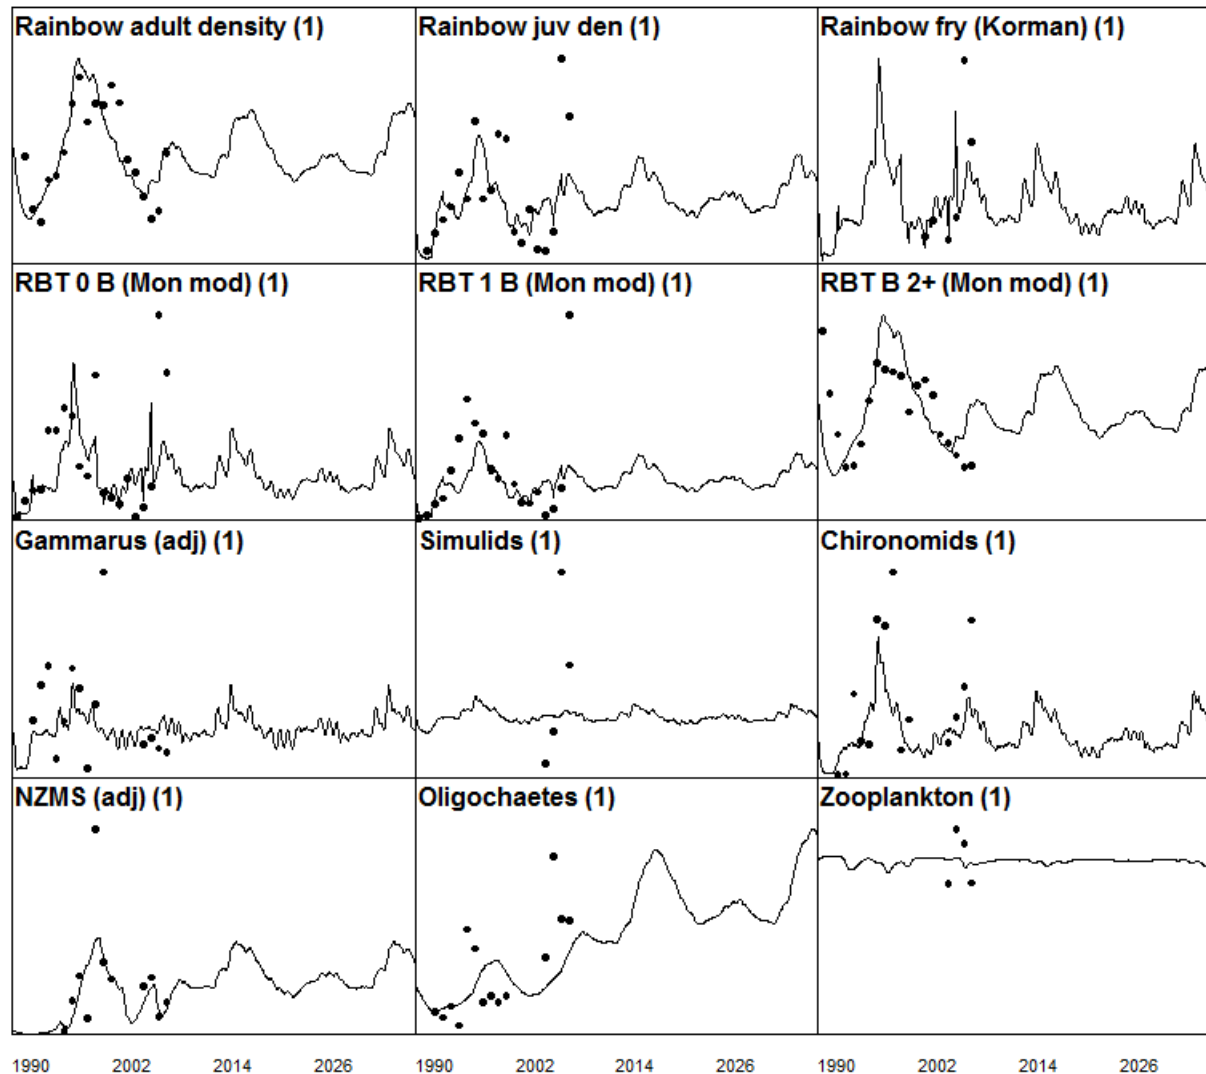 Rainbow adult density (1)
Rainbow juv den (1)
Rainbow fry (Korman) (1)
RBT 0 B (Mon mod) (1)
RBT 1 B (Mon mod) (1)
RBT B 2+ (Mon mod) (1)
Gammarus (adj) (1)
Simulids (1)
Chironomids (1)
NZMS (adj) (1)
Oligochaetes (1)
Zooplankton (1)
1990 2002 2014 2026 1990 2002 2014 2026 1990 2002 2014 2026